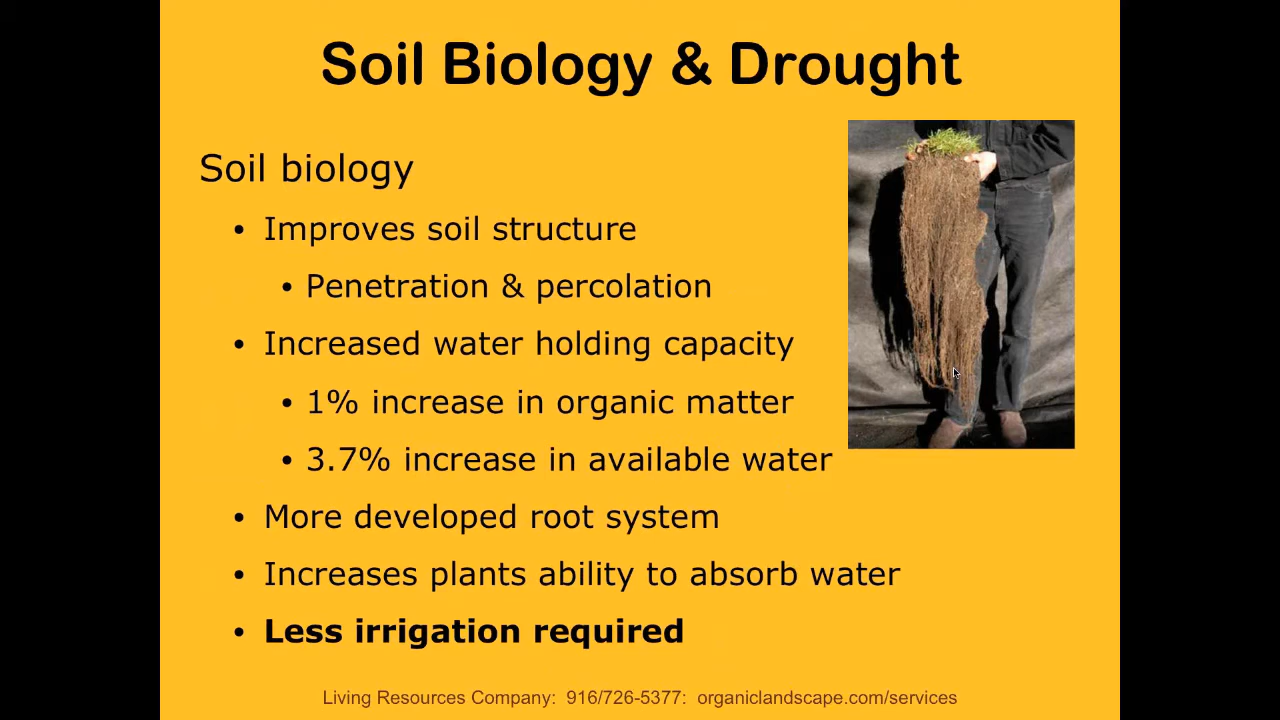 Soil Biology & Drought
Soil biology
• Improves soil structure
• Penetration & percolation
• Increased water holding capacity
• 1% increase in organic matter
• 3.7% increase in available water
• More developed root system
• Increases plants ability to absorb water
• Less irrigation required
Living Resources Company: 916/726-5377: organiclandscape.com/services